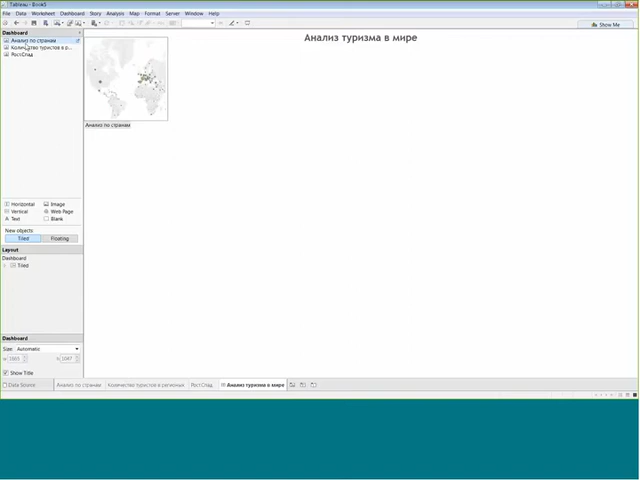 Tableau - Book5
File Data Worksheet Dashboard Story Analysis Map Format Server Window Help
Show Me
Dashboard
Анализ по странам
Количество туристов в р...
РостСпад
Анализ туризма в мире
Анализ по странам
Horizontal Image
Vertical Web Page
A Text Blank
New objects
Tiled Floating
Layout
Dashboard
Tiled
Dashboard
Size: Automatic
w h 1047
Show Title
Data Source Анализ по странам Количество туристов в регионах РостСпад Анализ туризма в мире